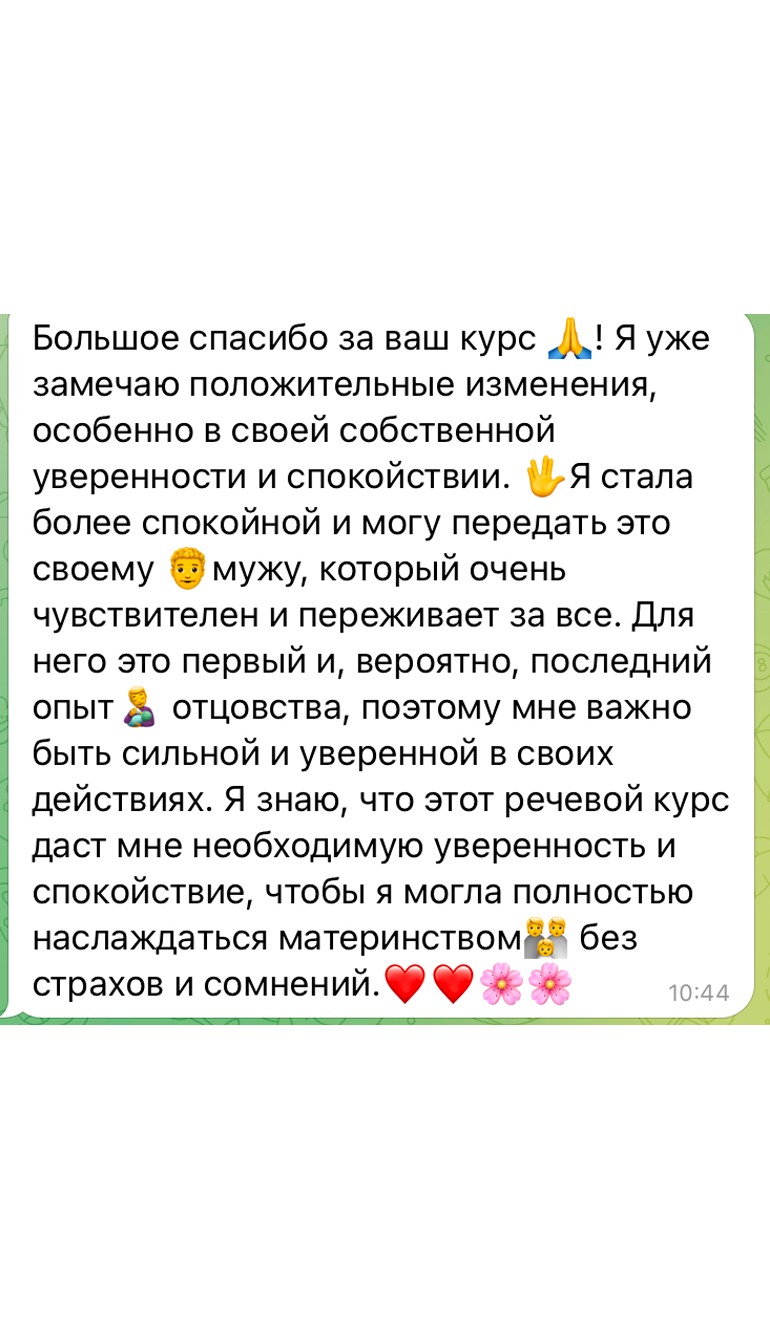 Большое спасибо за ваш курс 🙏! Я уже
замечаю положительные изменения,
особенно в своей собственной
уверенности и спокойствии. 🖖Я стала
более спокойной и могу передать это
своему 👨‍🦱мужу, который очень
чувствителен и переживает за все. Для
него это первый и, вероятно, последний
опыт👨‍🍼 отцовства, поэтому мне важно
быть сильной и уверенной в своих
действиях. Я знаю, что этот речевой курс
даст мне необходимую уверенность и
спокойствие, чтобы я могла полностью
наслаждаться материнством👨‍👩‍👦 без
страхов и сомнений.❤️❤️🌸🌸
10:44